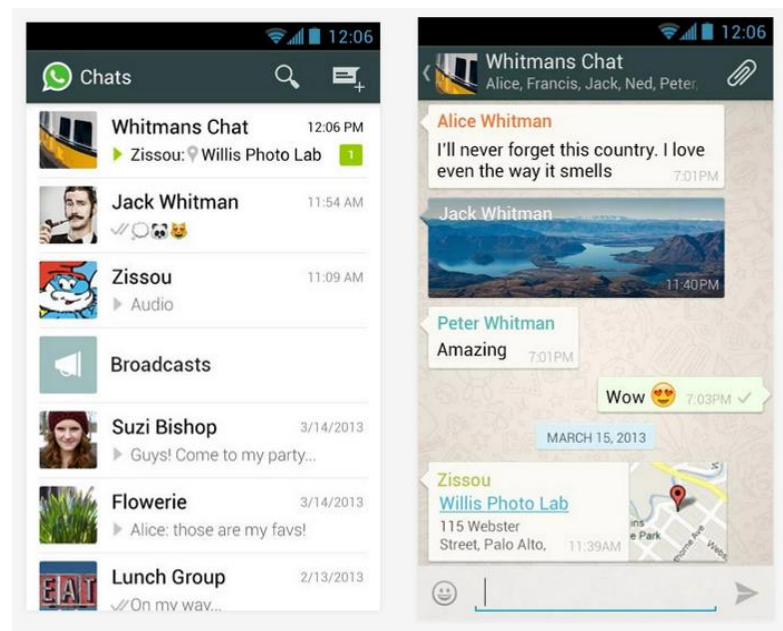 12:06
Chats
Whitmans Chat 12:06 PM
Zissou: Willis Photo Lab 1
Jack Whitman 11:54 AM
Zissou 11:09 AM
Audio
Broadcasts
Suzi Bishop 3/14/2013
Guys! Come to my party...
Flowerie 3/14/2013
Alice: those are my favs!
EAT
Lunch Group 2/13/2013
On my way...
12:06
Whitmans Chat
Alice, Francis, Jack, Ned, Peter,
Alice Whitman
I'll never forget this country. I love
even the way it smells 7:01PM
Jack Whitman
11:40PM
Peter Whitman
Amazing 7:01PM
Wow 😍 7:03PM
MARCH 15, 2013
Zissou
Willis Photo Lab
115 Webster
Street, Palo Alto, 11:39AM
Park